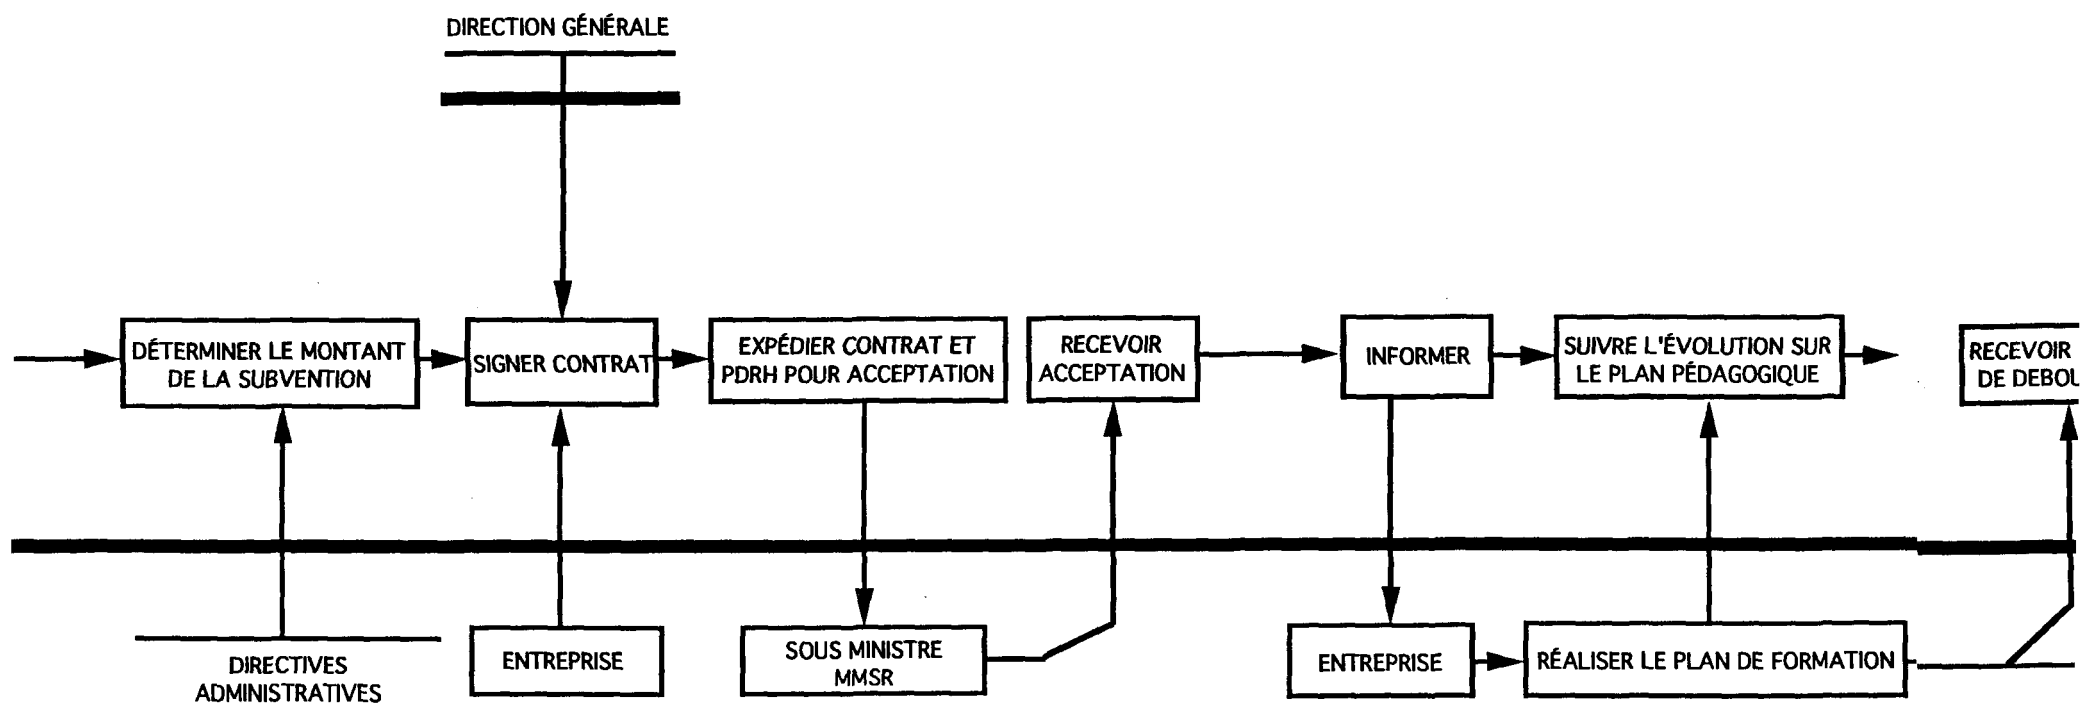 DIRECTION GÉNÉRALE
DÉTERMINER LE MONTANT
DE LA SUBVENTION
SIGNER CONTRAT
EXPÉDIER CONTRAT ET
PDRH POUR ACCEPTATION
RECEVOIR
ACCEPTATION
INFORMER
SUIVRE L'ÉVOLUTION SUR
LE PLAN PÉDAGOGIQUE
RECEVOIR
DE DEBOU
DIRECTIVES
ADMINISTRATIVES
ENTREPRISE
SOUS MINISTRE
MMSR
ENTREPRISE
RÉALISER LE PLAN DE FORMATION